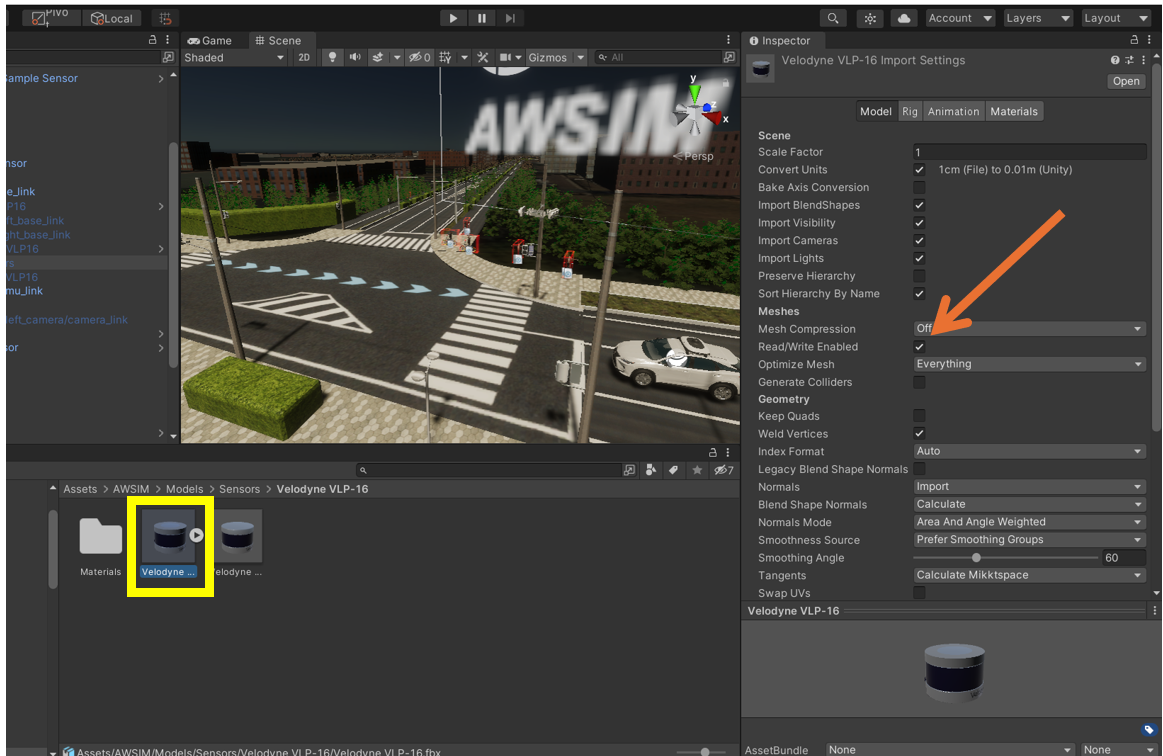 Pivot
Local
Account
Layers
Layout
Game
Scene
Shaded
2D
0
Gizmos
All
Sample Sensor
nsor
e_link
P16
ft_base_link
ght_base_link
VLP16
rs
VLP16
mu_link
left_camera/camera_link
sor
AWSIM
y
z
x
Persp
Inspector
Velodyne VLP-16 Import Settings
Open
Model
Rig
Animation
Materials
Scene
Scale Factor 1
Convert Units 1cm (File) to 0.01m (Unity)
Bake Axis Conversion
Import BlendShapes
Import Visibility
Import Cameras
Import Lights
Preserve Hierarchy
Sort Hierarchy By Name
Meshes
Mesh Compression Off
Read/Write Enabled
Optimize Mesh Everything
Generate Colliders
Geometry
Keep Quads
Weld Vertices
Index Format Auto
Legacy Blend Shape Normals
Normals Import
Blend Shape Normals Calculate
Normals Mode Area And Angle Weighted
Smoothness Source Prefer Smoothing Groups
Smoothing Angle 60
Tangents Calculate Mikktspace
Swap UVs
Velodyne VLP-16
AssetBundle None None
7
Assets > AWSIM > Models > Sensors > Velodyne VLP-16
Materials
Velodyne ...
elodyne ...
Assets/AWSIM/Models/Sensors/Velodyne VLP-16/Velodyne VLP-16.fbx